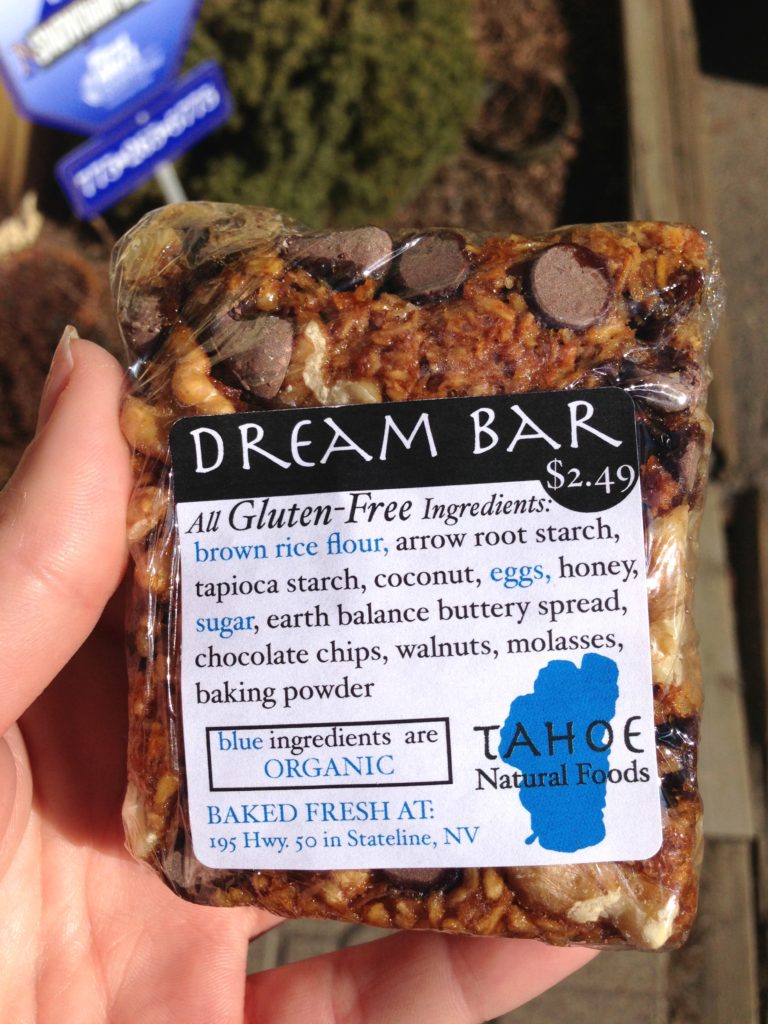 DREAM BAR
$2.49
All Gluten-Free Ingredients:
brown rice flour, arrow root starch,
tapioca starch, coconut, eggs, honey,
sugar, earth balance buttery spread,
chocolate chips, walnuts, molasses,
baking powder
blue ingredients are
ORGANIC
TAHOE
Natural Foods
BAKED FRESH AT:
195 Hwy. 50 in Stateline, NV